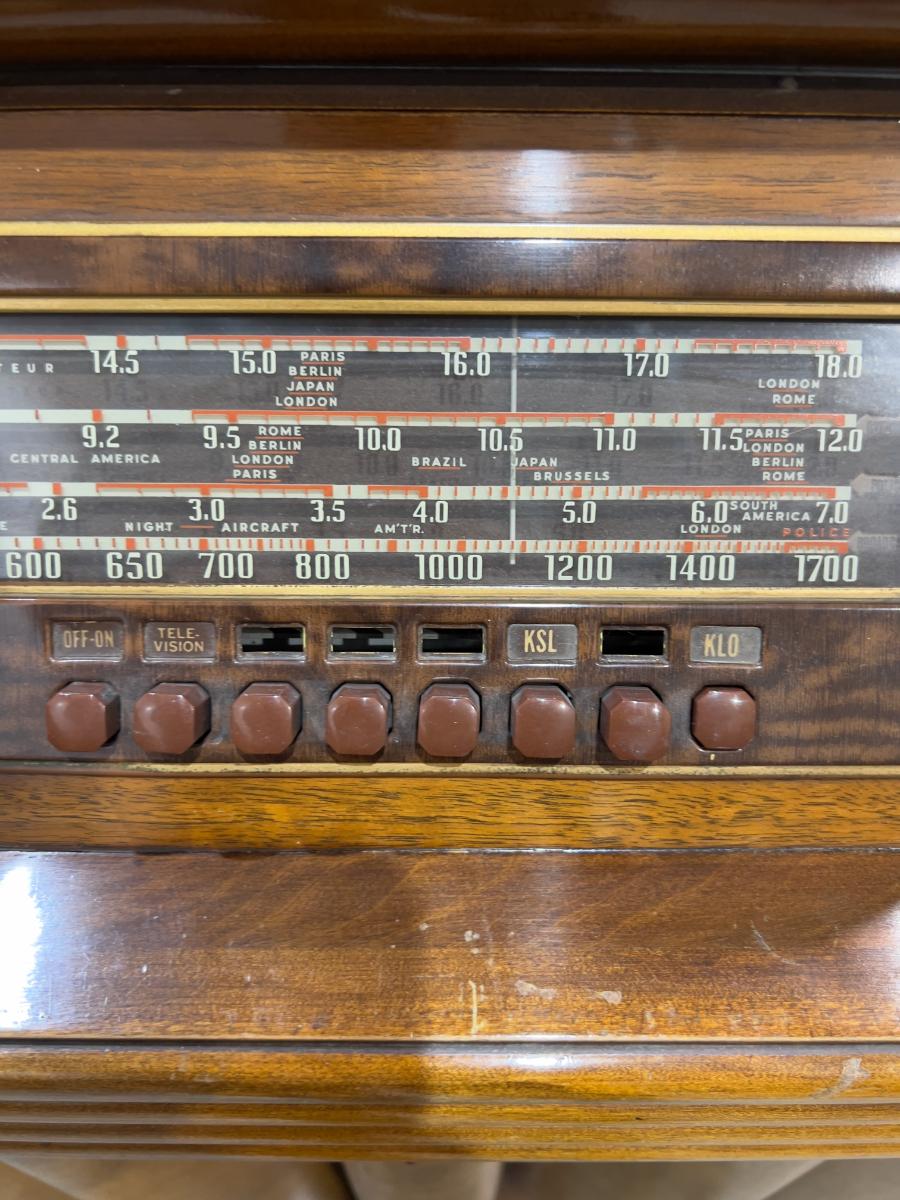 14.5 15.0 16.0 17.0 18.0
TEUR PARIS
BERLIN
JAPAN
LONDON
LONDON
ROME
9.2 9.5 10.0 10.5 11.0 11.5 12.0
CENTRAL AMERICA
ROME
BERLIN
LONDON
PARIS
BRAZIL JAPAN
BRUSSELS
PARIS
LONDON
BERLIN
ROME
2.6 3.0 3.5 4.0 5.0 6.0 7.0
E NIGHT AIRCRAFT AM'T'R. LONDON
SOUTH
AMERICA
POLICE
600 650 700 800 1000 1200 1400 1700
OFF-ON TELE-
VISION KSL KLO